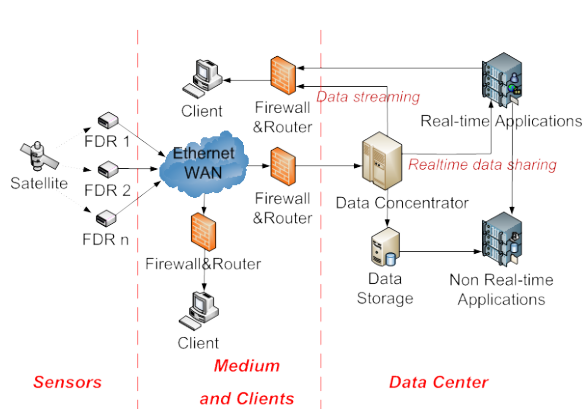 Client
Firewall
&Router
Data streaming
Real-time Applications
FDR 1
Ethernet
WAN
Satellite
FDR 2
Firewall
&Router
Realtime data sharing
Data Concentrator
FDR n
Firewall&Router
Data
Storage
Non Real-time
Applications
Client
Sensors
Medium
and Clients
Data Center